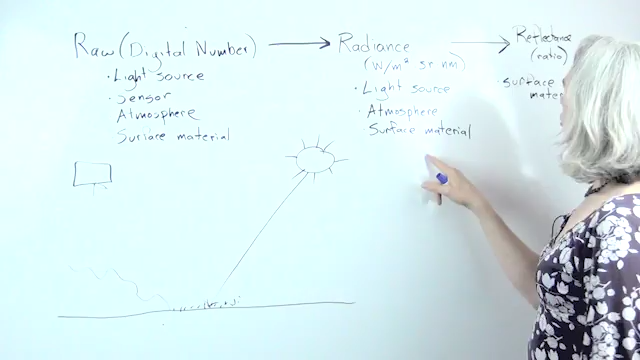 Raw (Digital Number) → Radiance → Reflectance
(W/m² sr nm)
(ratio)
• Light source
• Sensor
Atmosphere
Surface material
• Light source
• Atmosphere
Surface material
• Surface